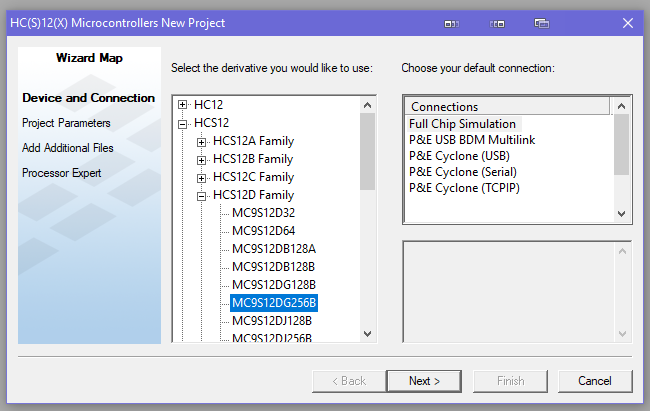 HC(S)12(X) Microcontrollers New Project
Wizard Map
Device and Connection
Project Parameters
Add Additional Files
Processor Expert
Select the derivative you would like to use:
HC12
HCS12
HCS12A Family
HCS12B Family
HCS12C Family
HCS12D Family
MC9S12D32
MC9S12D64
MC9S12DB128A
MC9S12DB128B
MC9S12DG128B
MC9S12DG256B
MC9S12DJ128B
MC9S12DJ256B
Choose your default connection:
Connections
Full Chip Simulation
P&E USB BDM Multilink
P&E Cyclone (USB)
P&E Cyclone (Serial)
P&E Cyclone (TCPIP)
< Back
Next >
Finish
Cancel